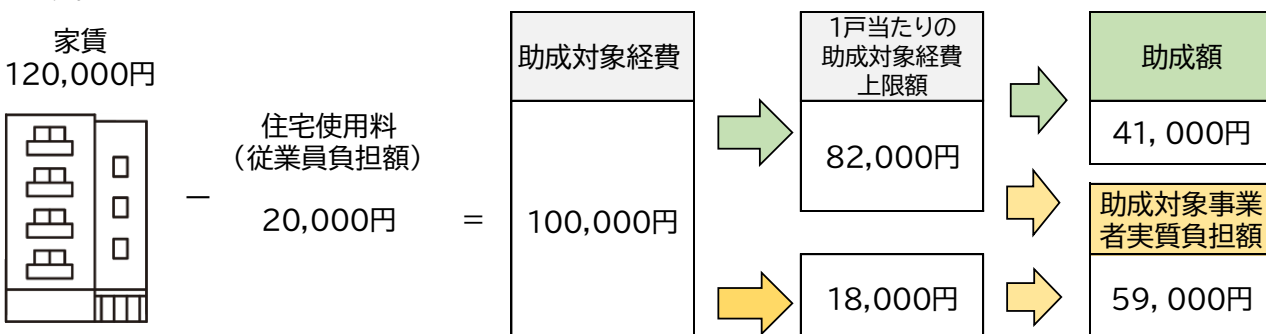 家賃
120,000円
−
住宅使用料
（従業員負担額）
20,000円
＝
助成対象経費
100,000円
1戸当たりの
助成対象経費
上限額
82,000円
18,000円
助成額
41,000円
助成対象事業
者実質負担額
59,000円